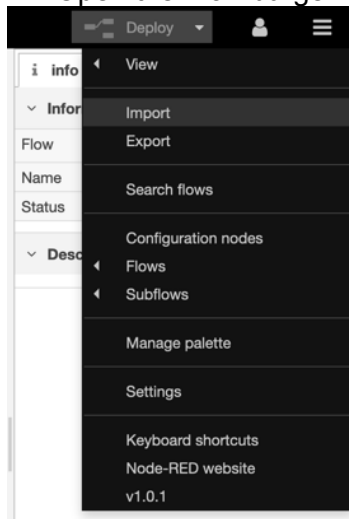 Deploy
i info
View
Infor
Import
Flow
Export
Name
Search flows
Status
Configuration nodes
Desc
Flows
Subflows
Manage palette
Settings
Keyboard shortcuts
Node-RED website
v1.0.1